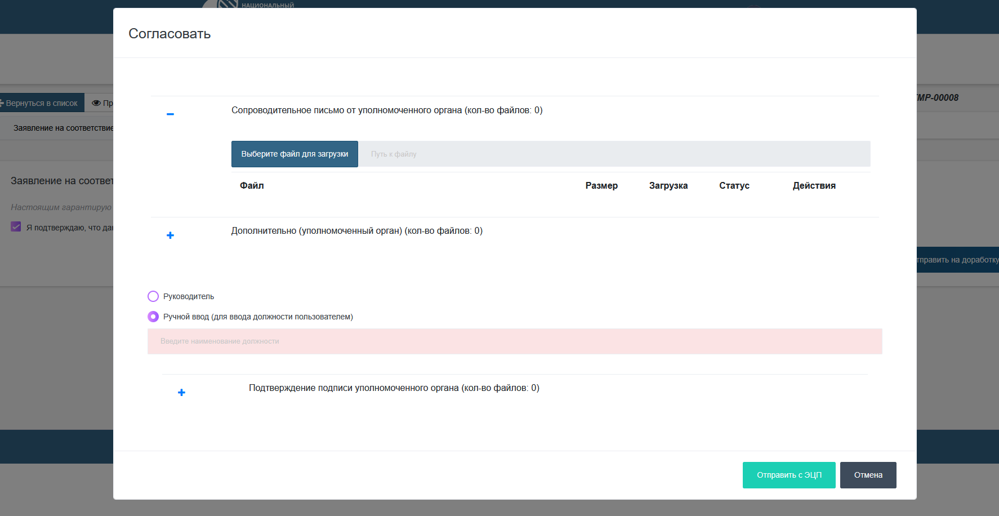 НАЦИОНАЛЬНЫЙ
Согласовать
Вернуться в список
Пр
ТМР-00008
Сопроводительное письмо от уполномоченного органа (кол-во файлов: 0)
Заявление на соответствие
Выберите файл для загрузки
Путь к файлу
Заявление на соответ
Файл Размер Загрузка Статус Действия
Настоящим гарантирую
Я подтверждаю, что дан
Дополнительно (уполномоченный орган) (кол-во файлов: 0)
тправить на доработку
Руководитель
Ручной ввод (для ввода должности пользователем)
Введите наименование должности
Подтверждение подписи уполномоченного органа (кол-во файлов: 0)
Отправить с ЭЦП
Отмена